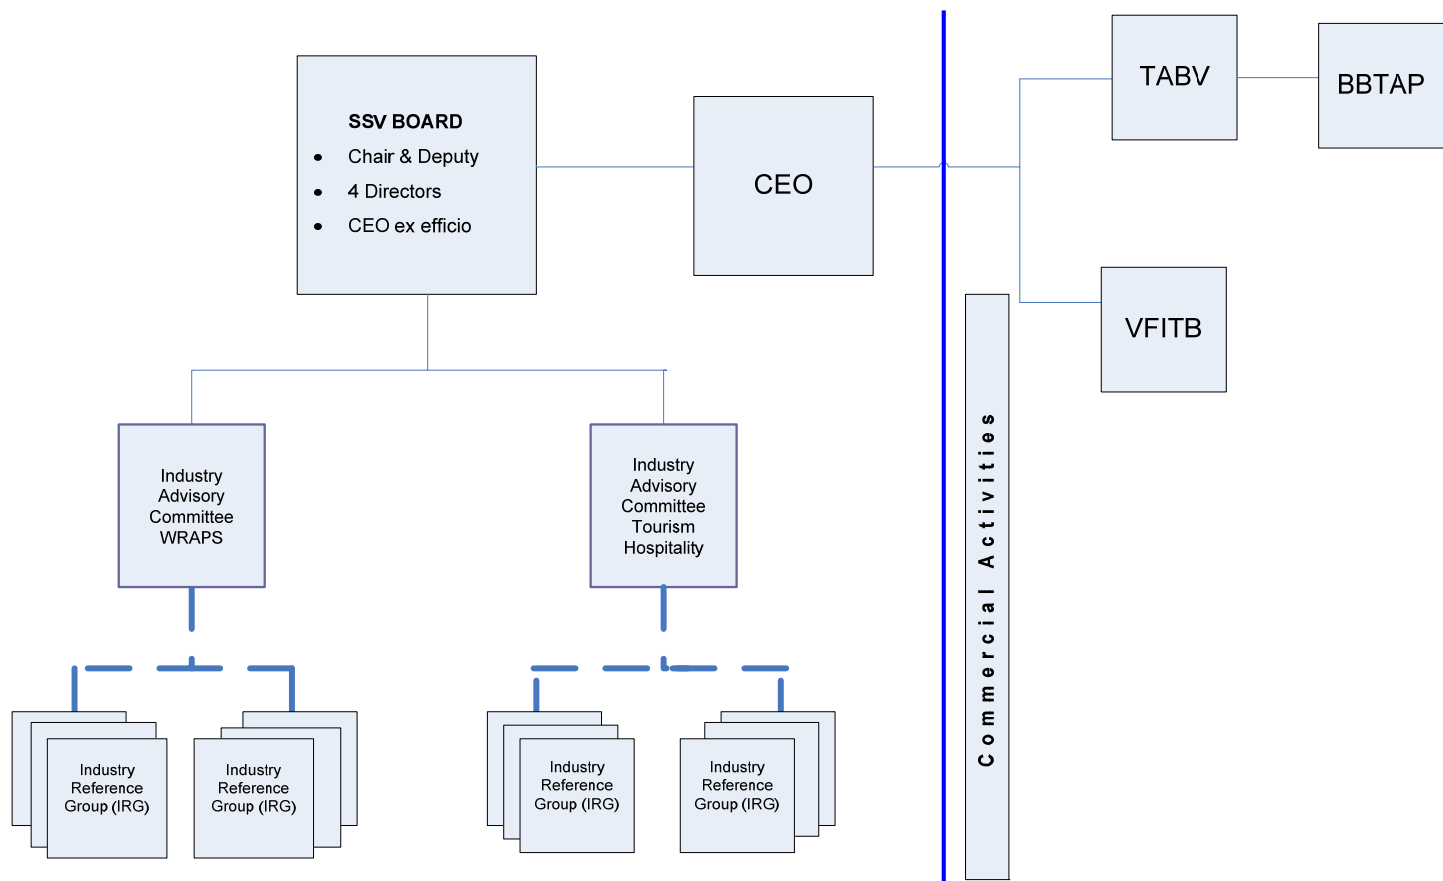 SSV BOARD
• Chair & Deputy
• 4 Directors
• CEO ex efficio
CEO
TABV
BBTAP
VFITB
Industry
Advisory
Committee
WRAPS
Industry
Advisory
Committee
Tourism
Hospitality
Commercial Activities
Industry
Reference
Group (IRG)
Industry
Reference
Group (IRG)
Industry
Reference
Group (IRG)
Industry
Reference
Group (IRG)